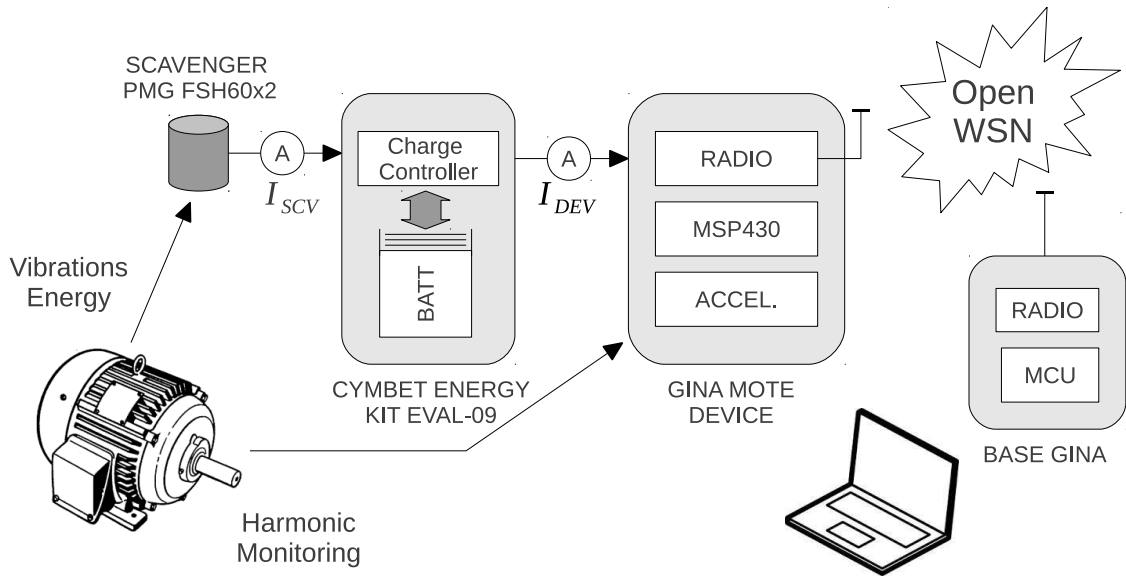 SCAVENGER
PMG FSH60x2
A
I SCV
Charge
Controller
BATT
CYMBET ENERGY
KIT EVAL-09
A
I DEV
RADIO
MSP430
ACCEL.
GINA MOTE
DEVICE
Open
WSN
RADIO
MCU
BASE GINA
Vibrations
Energy
Harmonic
Monitoring